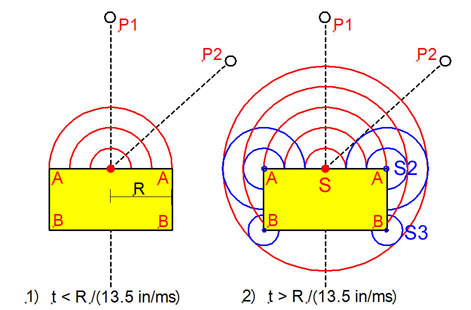 P1
P2
A
A
R
B
B
1) t < R /(13.5 in/ms)
P1
P2
A
S
A
S2
B
B
S3
2) t > R /(13.5 in/ms)